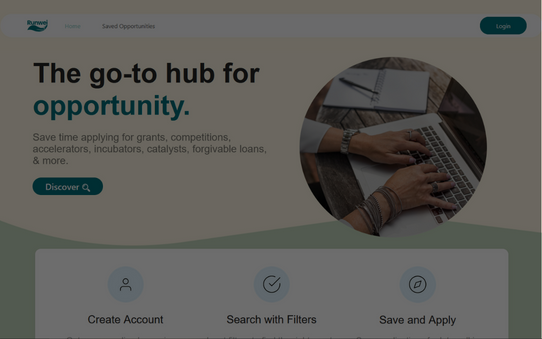 Runwei
Home
Saved Opportunities
Login
The go-to hub for
opportunity.
Save time applying for grants, competitions,
accelerators, incubators, catalysts, forgivable loans,
& more.
Discover
Create Account
Search with Filters
Save and Apply